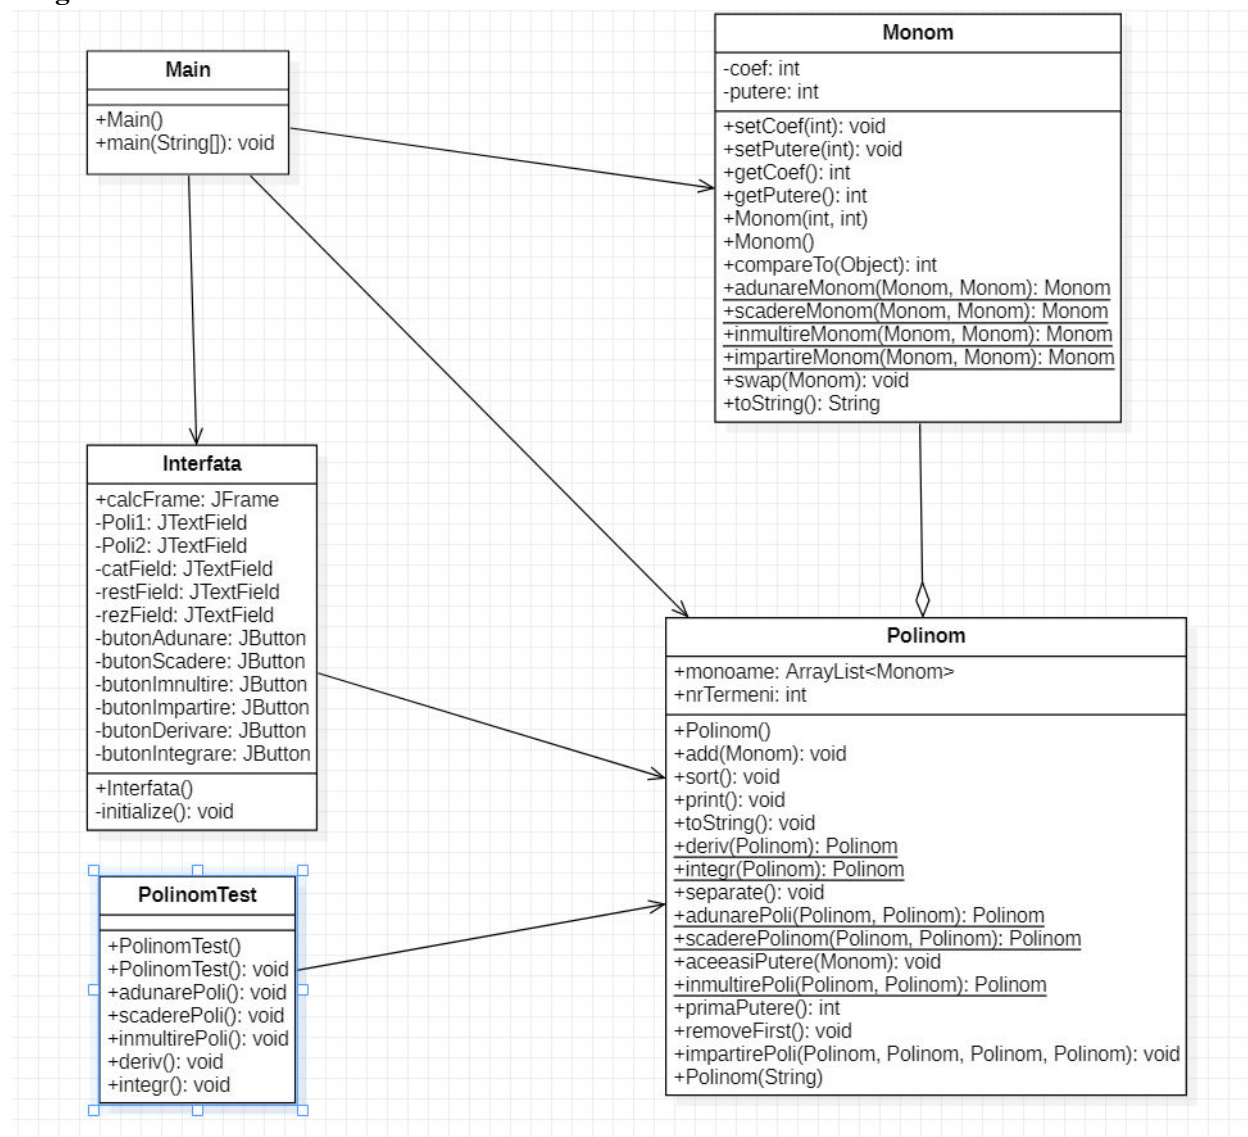 Main
+Main()
+main(String[]): void
Monom
-coef: int
-putere: int
+setCoef(int): void
+setPutere(int): void
+getCoef(): int
+getPutere(): int
+Monom(int, int)
+Monom()
+compareTo(Object): int
+adunareMonom(Monom, Monom): Monom
+scadereMonom(Monom, Monom): Monom
+inmultireMonom(Monom, Monom): Monom
+impartireMonom(Monom, Monom): Monom
+swap(Monom): void
+toString(): String
Interfata
+calcFrame: JFrame
-Poli1: JTextField
-Poli2: JTextField
-catField: JTextField
-restField: JTextField
-rezField: JTextField
-butonAdunare: JButton
-butonScadere: JButton
-butonImnultire: JButton
-butonImpartire: JButton
-butonDerivare: JButton
-butonIntegrare: JButton
+Interfata()
-initialize(): void
Polinom
+monoame: ArrayList<Monom>
+nrTermeni: int
+Polinom()
+add(Monom): void
+sort(): void
+print(): void
+toString(): void
+deriv(Polinom): Polinom
+integr(Polinom): Polinom
+separate(): void
+adunarePoli(Polinom, Polinom): Polinom
+scaderePolinom(Polinom, Polinom): Polinom
+aceeasiPutere(Monom): void
+inmultirePoli(Polinom, Polinom): Polinom
+primaPutere(): int
+removeFirst(): void
+impartirePoli(Polinom, Polinom, Polinom, Polinom): void
+Polinom(String)
PolinomTest
+PolinomTest()
+PolinomTest(): void
+adunarePoli(): void
+scaderePoli(): void
+inmultirePoli(): void
+deriv(): void
+integr(): void